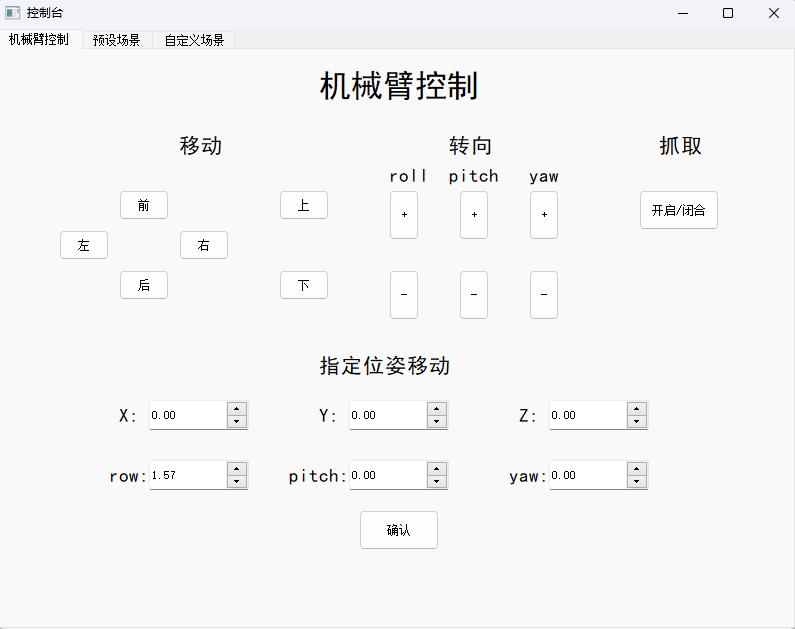 控制台
机械臂控制 预设场景 自定义场景
机械臂控制
移动 转向 抓取
roll pitch yaw
前 上 + + + 开启/闭合
左 右
后 下 - - -
指定位姿移动
X: 0.00 Y: 0.00 Z: 0.00
row: 1.57 pitch: 0.00 yaw: 0.00
确认